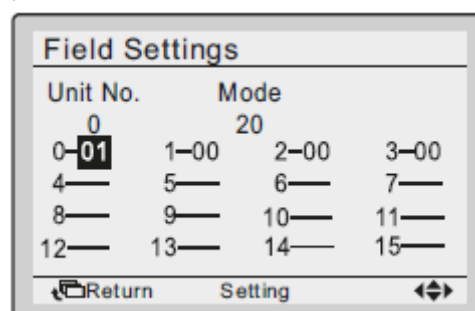 Field Settings
Unit No. Mode
0 20
0-01 1-00 2-00 3-00
4— 5— 6— 7—
8— 9— 10— 11—
12— 13— 14— 15—
Return Setting